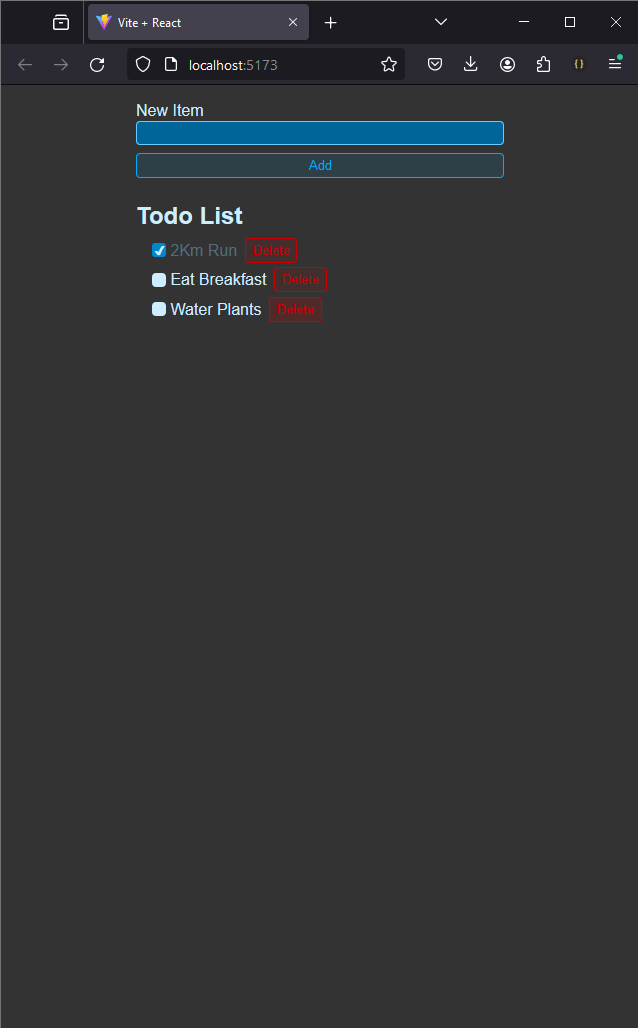 Vite + React
localhost:5173
New Item
Add
Todo List
2Km Run Delete
Eat Breakfast Delete
Water Plants Delete